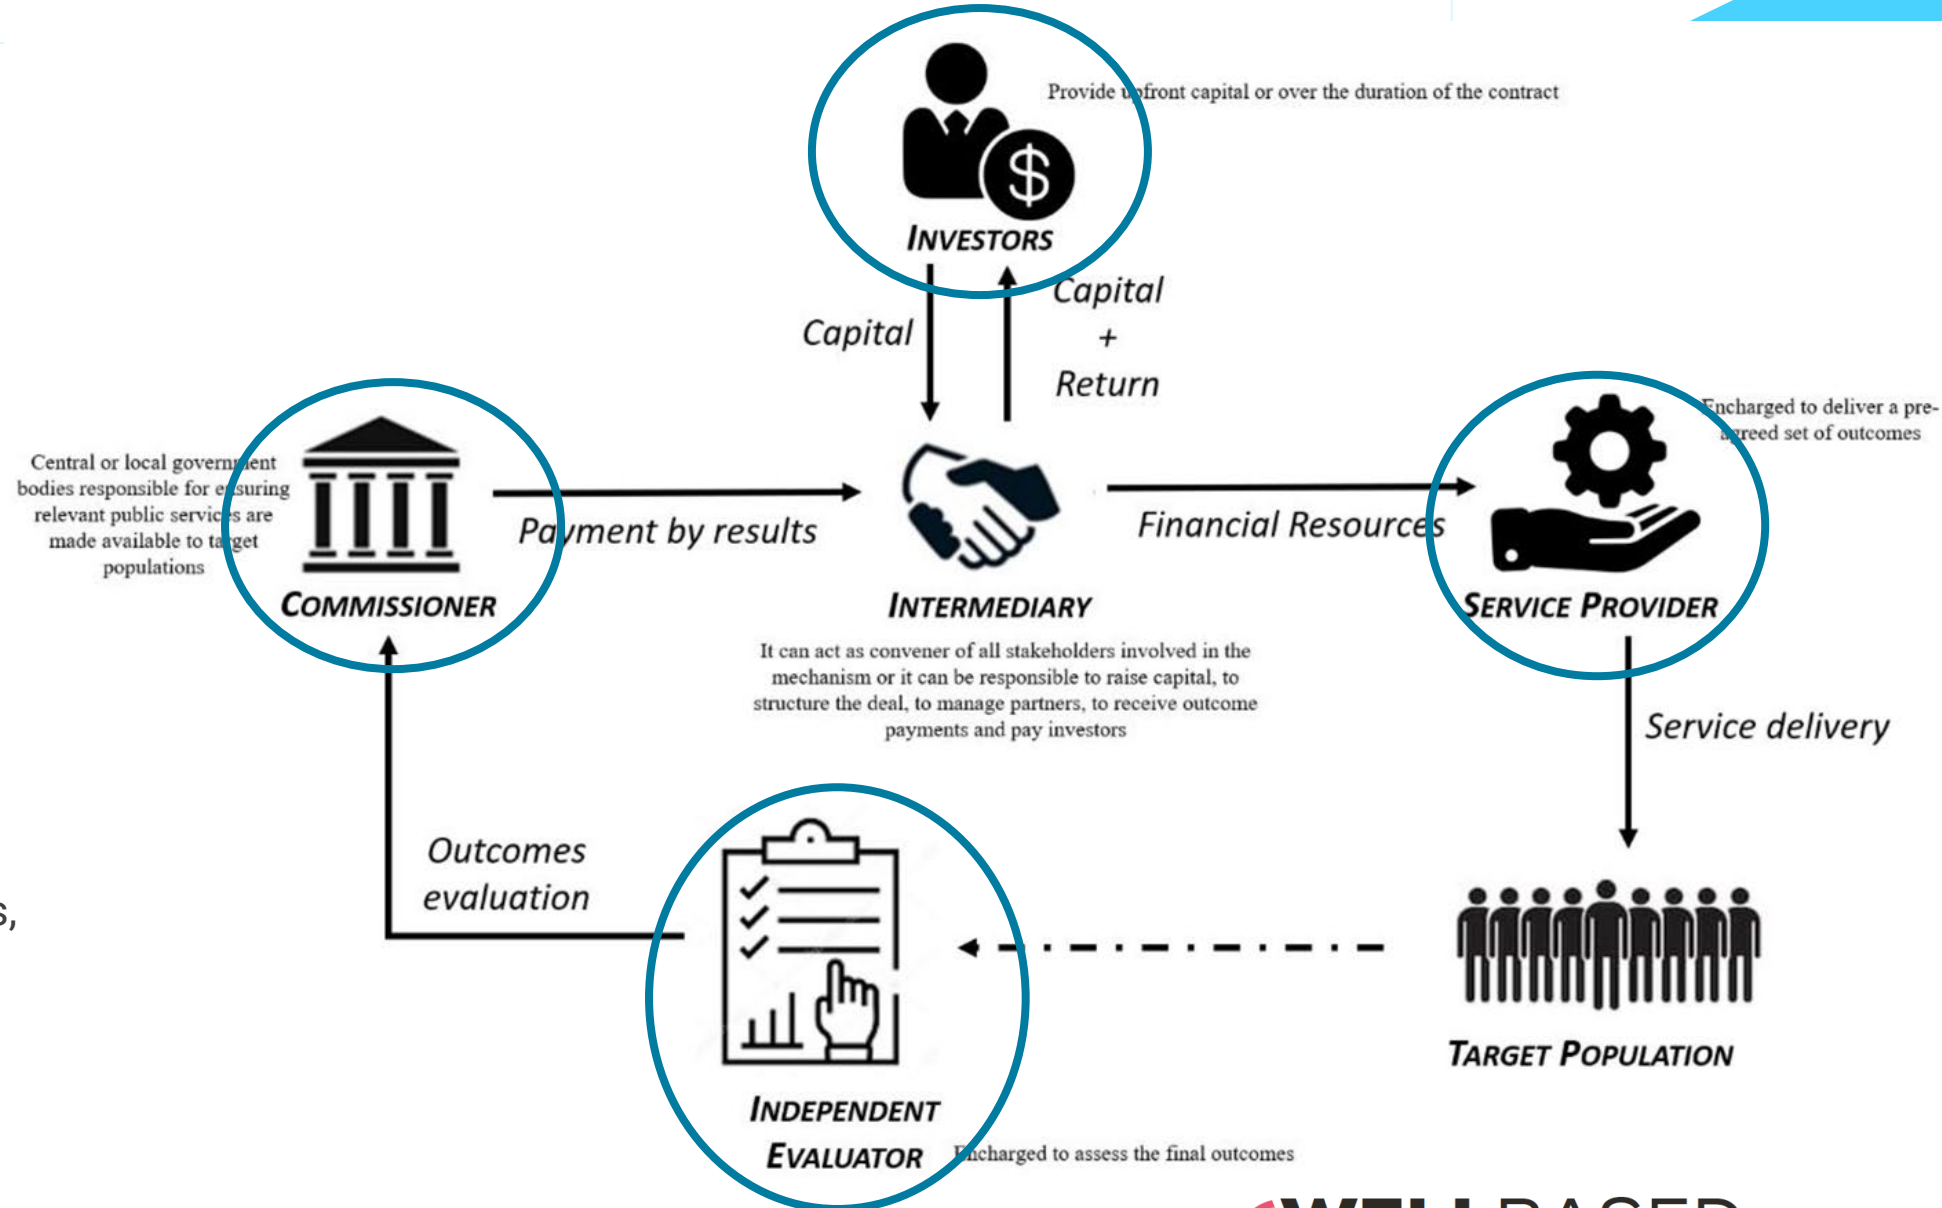 Provide upfront capital or over the duration of the contract
$
INVESTORS
Capital
Capital
+
Return
Central or local government
bodies responsible for ensuring
relevant public services are
made available to target
populations
COMMISSIONER
Payment by results
INTERMEDIARY
It can act as convener of all stakeholders involved in the
mechanism or it can be responsible to raise capital, to
structure the deal, to manage partners, to receive outcome
payments and pay investors
Financial Resources
Encharged to deliver a pre-
agreed set of outcomes
SERVICE PROVIDER
Service delivery
Outcomes
evaluation
s,
TARGET POPULATION
INDEPENDENT
EVALUATOR
Encharged to assess the final outcomes
WELLBASED